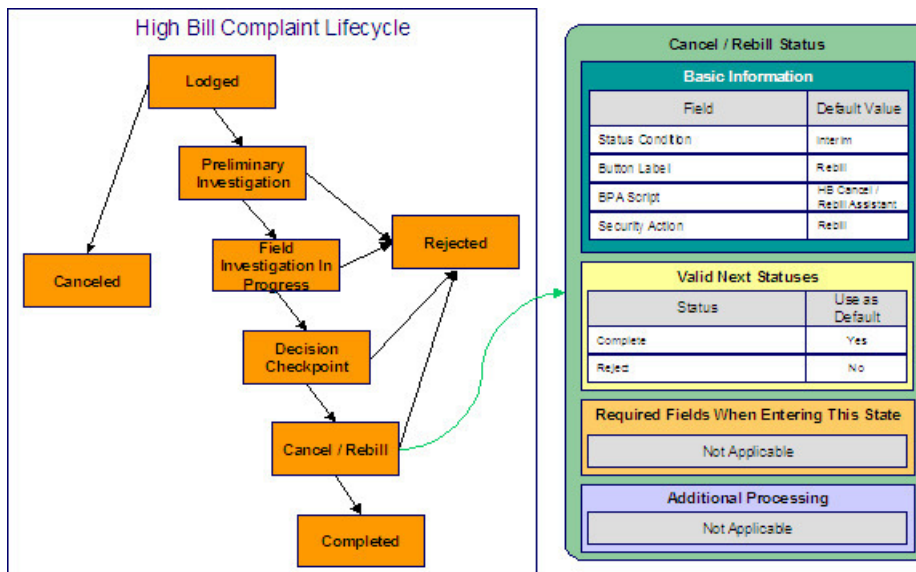 High Bill Complaint Lifecycle
Lodged
Preliminary
Investigation
Field
Investigation In
Progress
Rejected
Canceled
Decision
Checkpoint
Cancel / Rebill
Completed
Cancel / Rebill Status
Basic Information
Field Default Value
Status Condition Interim
Button Label Rebill
BPA Script HB Cancel /
Rebill Assistant
Security Action Rebill
Valid Next Statuses
Status Use as
Default
Complete Yes
Reject No
Required Fields When Entering This State
Not Applicable
Additional Processing
Not Applicable